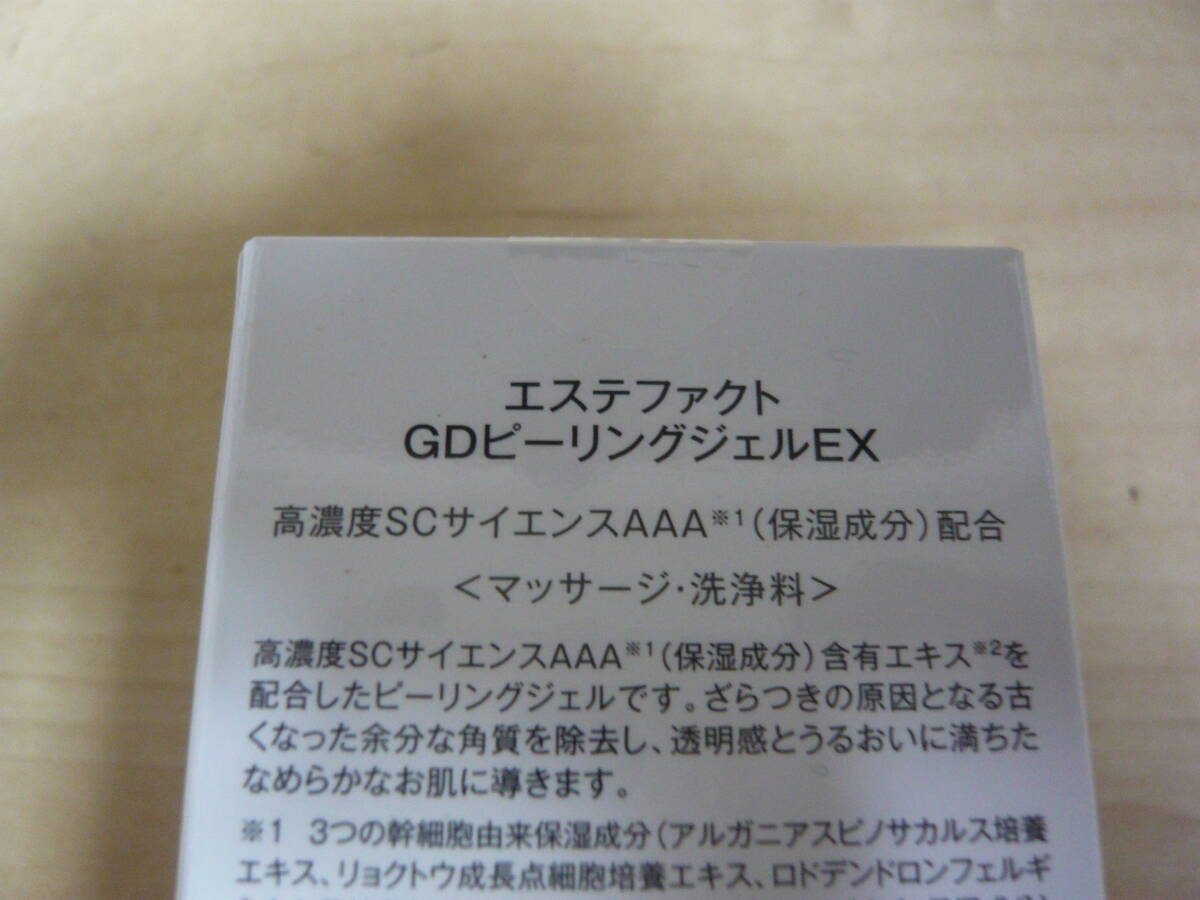 エステファクト
GDピーリングジェルEX
高濃度SCサイエンスAAA※1(保湿成分)配合
<マッサージ・洗浄料>
高濃度SCサイエンスAAA※1(保湿成分)含有エキス※2を
配合したピーリングジェルです。ざらつきの原因となる古
くなった余分な角質を除去し、透明感とうるおいに満ちた
なめらかなお肌に導きます。
※1 3つの幹細胞由来保湿成分(アルガニアスピノサカルス培養
エキス、リョクトウ成長点細胞培養エキス、ロドデンドロンフェルギ